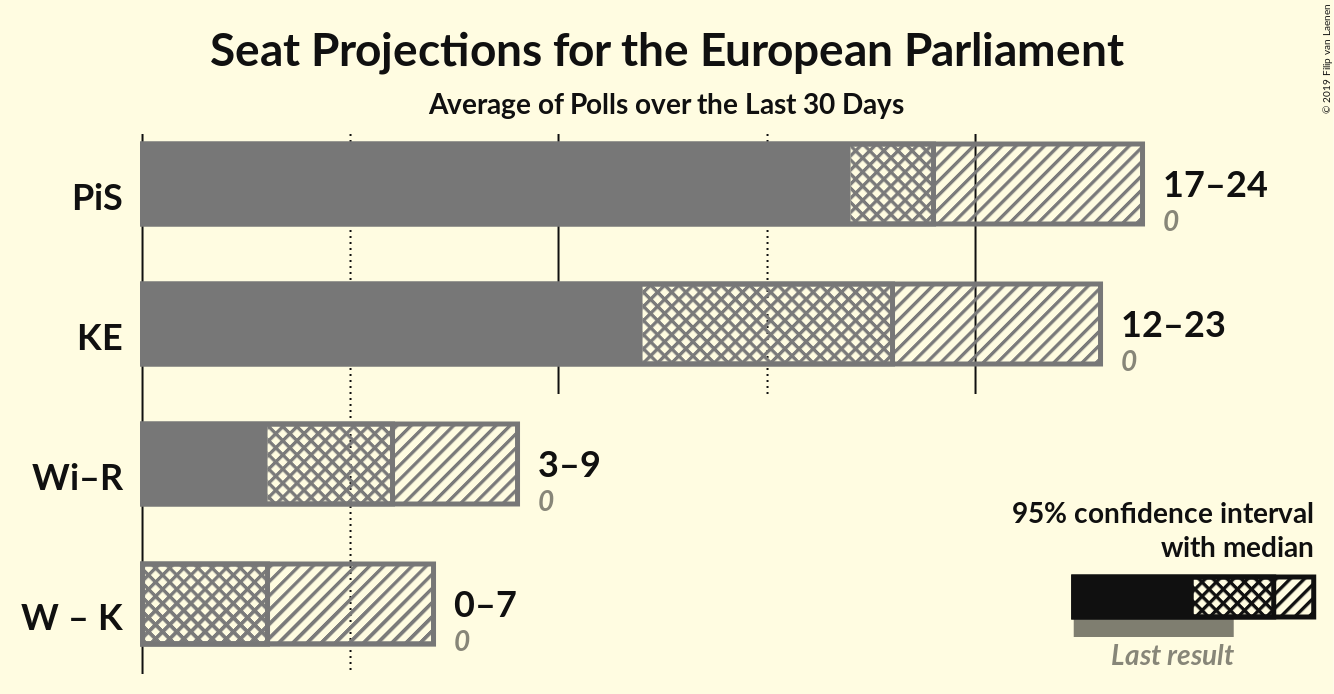 Seat Projections for the European Parliament
Average of Polls over the Last 30 Days
© 2019 Filip van Laenen
PiS
17–24
0
KE
12–23
0
Wi–R
3–9
0
W – K
0–7
0
95% confidence interval
with median
Last result